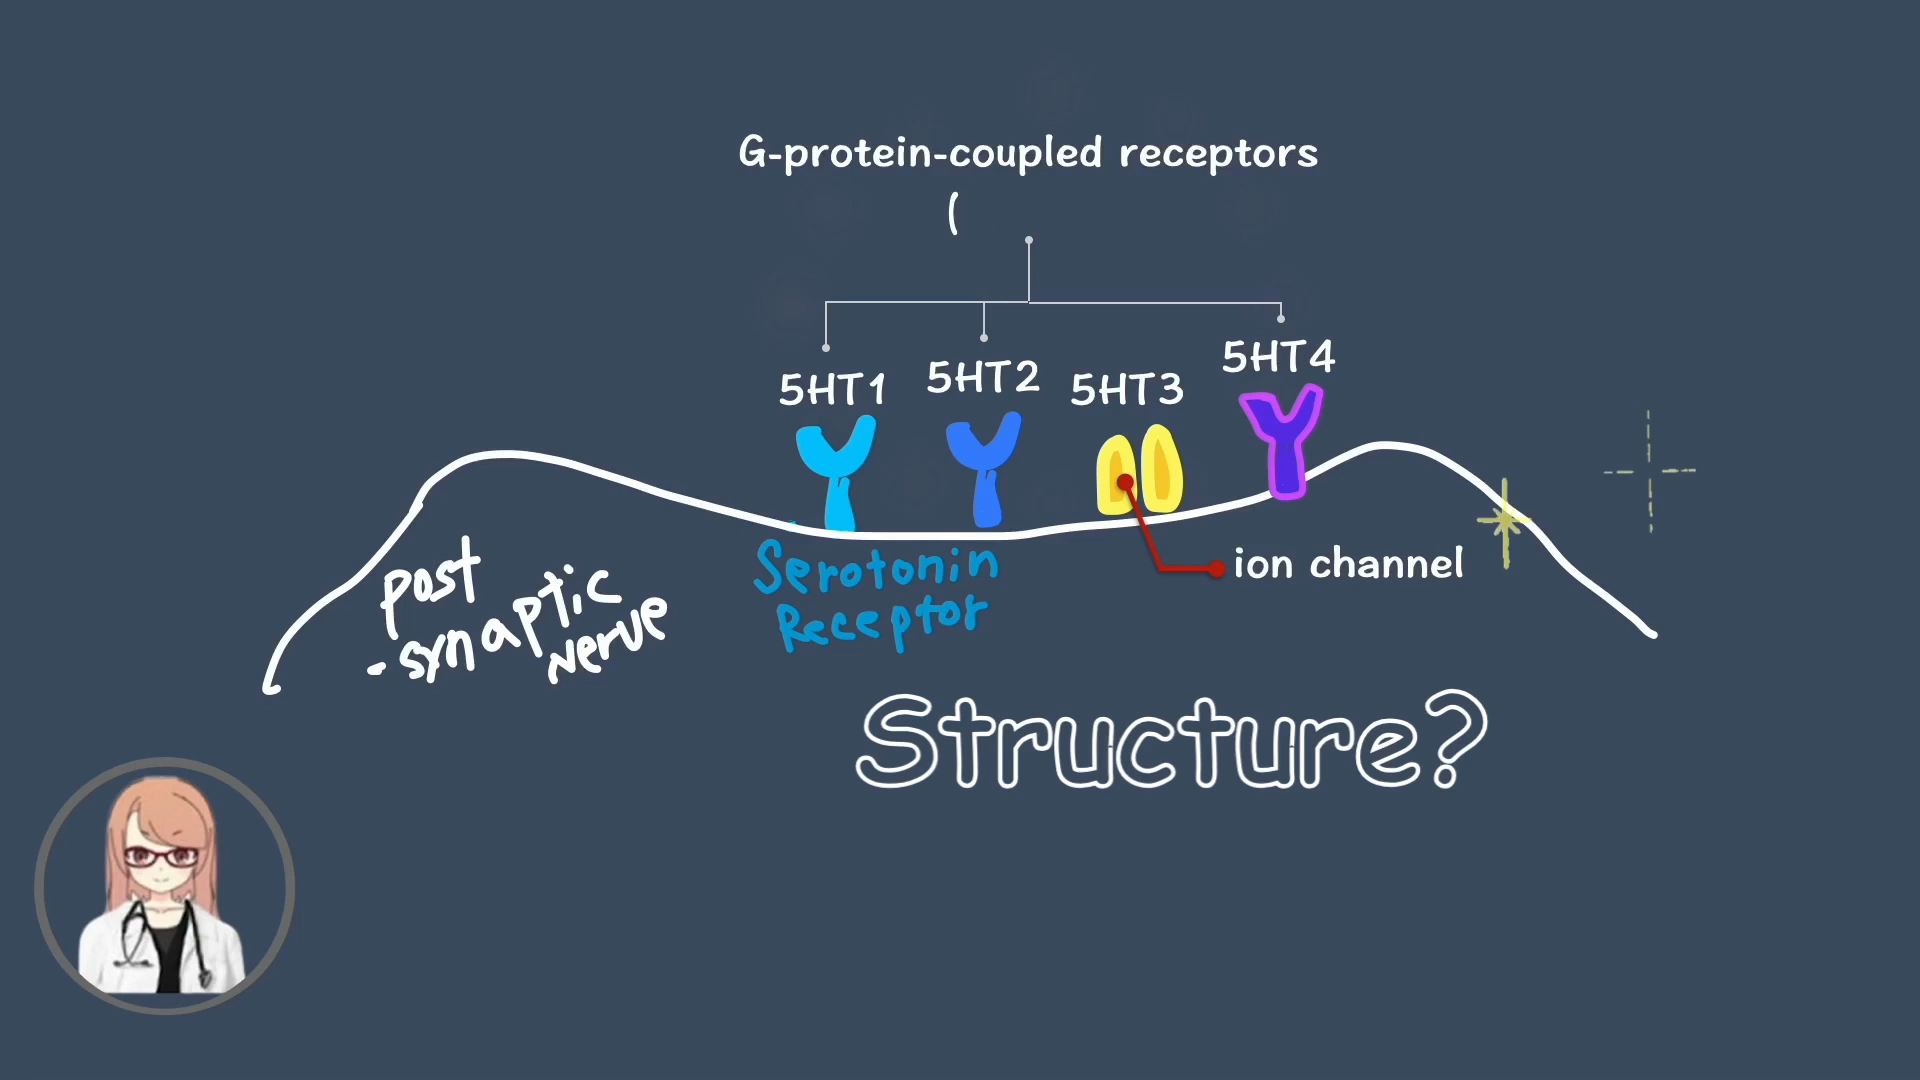 G-protein-coupled receptors
(
5HT1
5HT2
5HT3
5HT4
ion channel
post
-synaptic
nerve
Serotonin
Receptor
Structure?